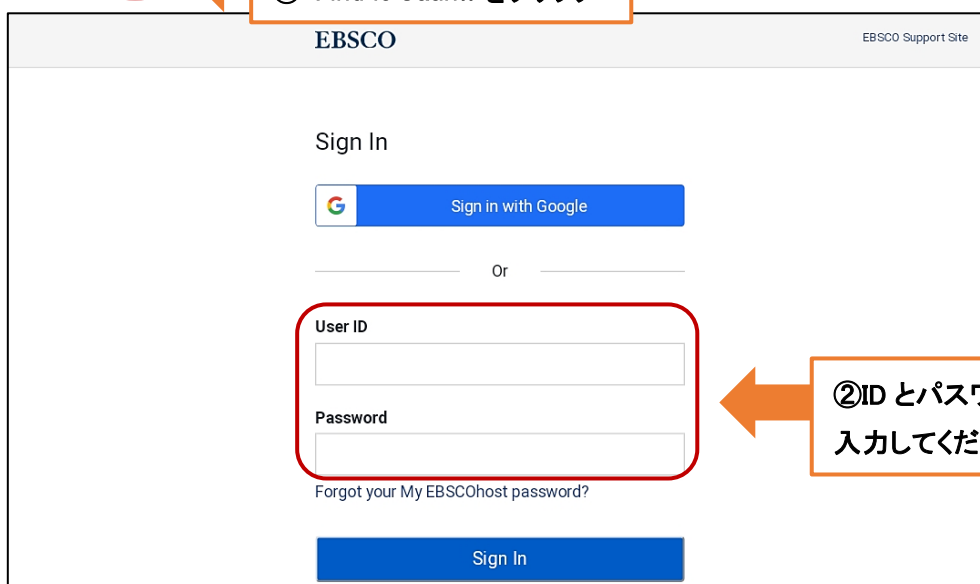 EBSCO
EBSCO Support Site
Sign In
G
Sign in with Google
Or
User ID
Password
②ID とパスワ
入力してくだ
Forgot your My EBSCOhost password?
Sign In